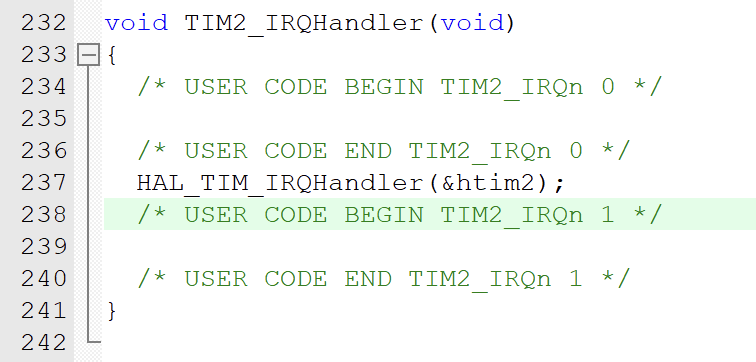 232 void TIM2_IRQHandler(void)
233 {
234 /* USER CODE BEGIN TIM2_IRQn 0 */
235
236 /* USER CODE END TIM2_IRQn 0 */
237 HAL_TIM_IRQHandler(&htim2);
238 /* USER CODE BEGIN TIM2_IRQn 1 */
239
240 /* USER CODE END TIM2_IRQn 1 */
241 }
242